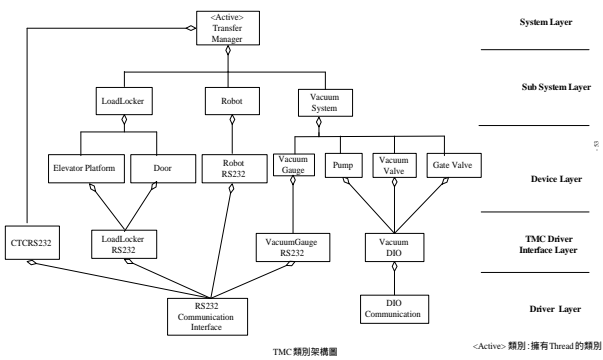 <Active>
Transfer
Manager
System Layer
LoadLocker
Robot
Vacuum
System
Sub System Layer
Elevator Platform
Door
Robot
RS232
Vacuum
Gauge
Pump
Vacuum
Valve
Gate Valve
Device Layer
- 53
CTCRS232
LoadLocker
RS232
VacuumGauge
RS232
Vacuum
DIO
TMC Driver
Interface Layer
RS232
Communication
Interface
DIO
Communication
Driver Layer
TMC 類別架構圖
<Active> 類別:擁有Thread的類別